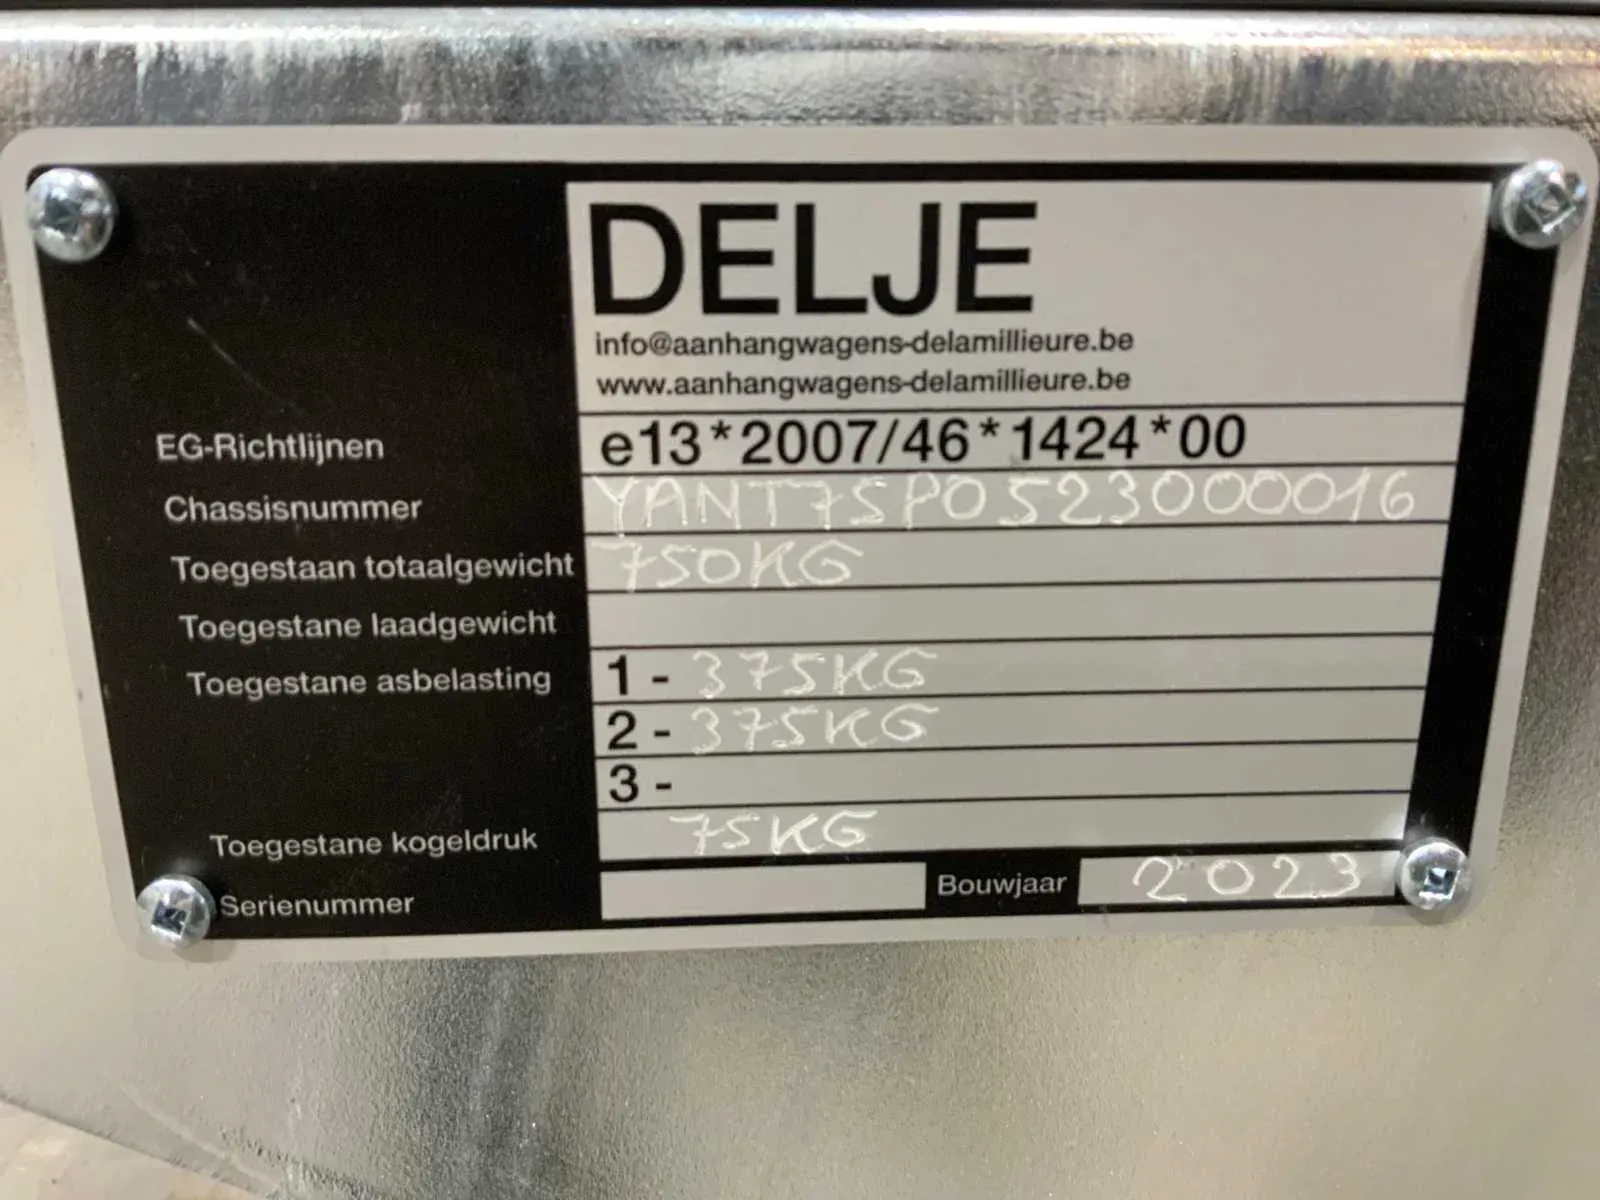 DELJE
info@aanhangwagens-delamillieure.be
www.aanhangwagens-delamillieure.be
EG-Richtlijnen e13*2007/46*1424*00
Chassisnummer YANT7SP0523000016
Toegestaan totaalgewicht 750KG
Toegestane laadgewicht
Toegestane asbelasting 1 - 375KG
2 - 375KG
3 -
Toegestane kogeldruk 75KG
Serienummer Bouwjaar 2023